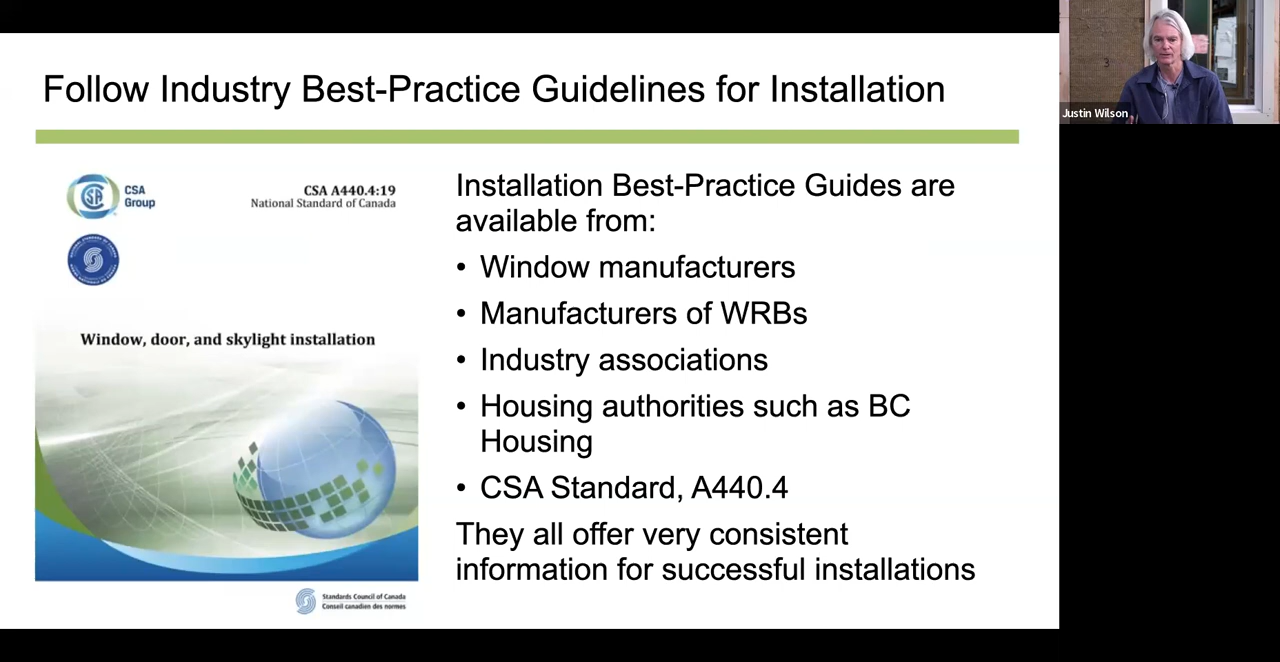 Follow Industry Best-Practice Guidelines for Installation
Justin Wilson
CSA
Group
CSA A440.4:19
National Standard of Canada
Window, door, and skylight installation
Standards Council of Canada
Conseil canadien des normes
Installation Best-Practice Guides are
available from:
• Window manufacturers
• Manufacturers of WRBs
• Industry associations
• Housing authorities such as BC
Housing
• CSA Standard, A440.4
They all offer very consistent
information for successful installations